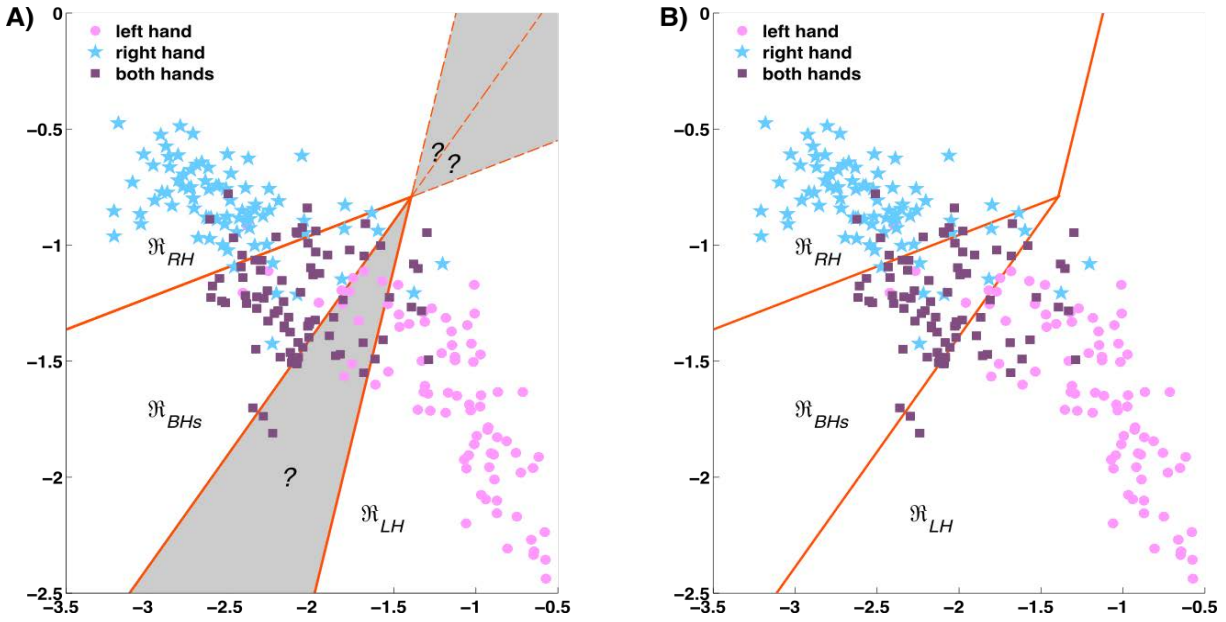 A)
left hand
right hand
both hands
0
−0.5
−1
−1.5
−2
−2.5
−3.5
−3
−2.5
−2
−1.5
−1
−0.5
ℜRH
ℜBHs
ℜLH
?
?
?
B)
left hand
right hand
both hands
0
−0.5
−1
−1.5
−2
−2.5
−3.5
−3
−2.5
−2
−1.5
−1
−0.5
ℜRH
ℜBHs
ℜLH